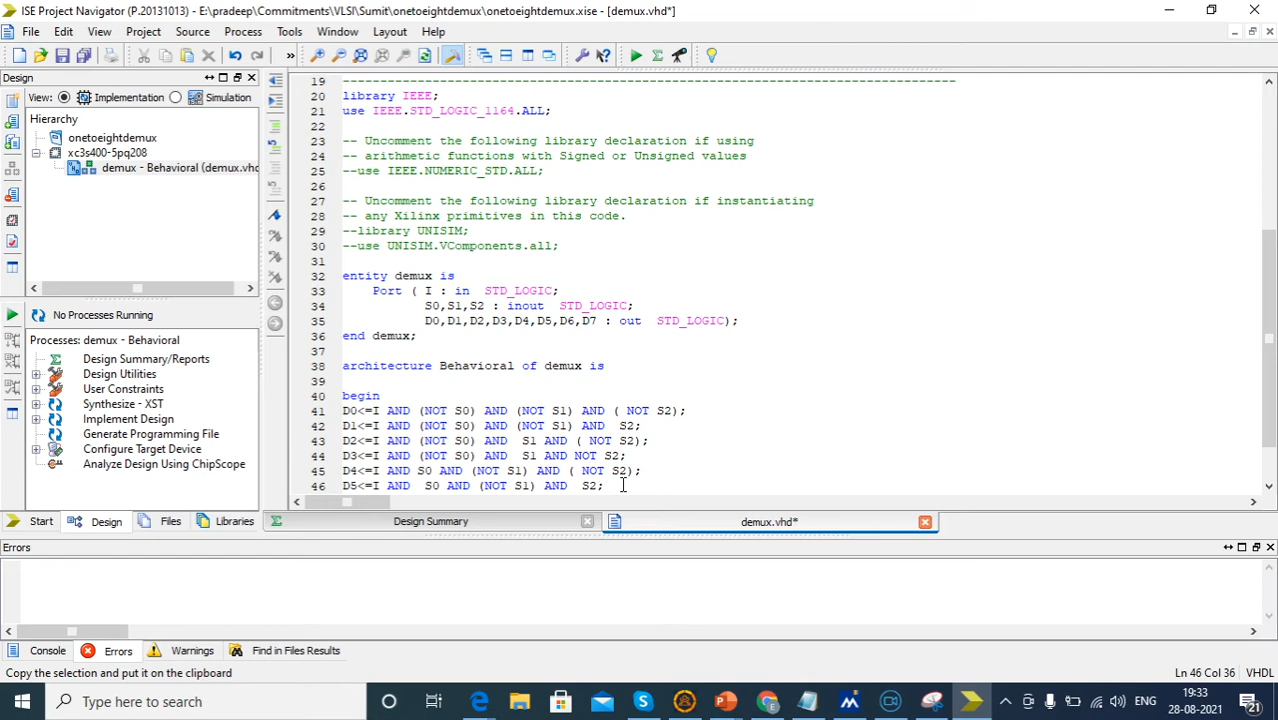 ISE Project Navigator (P.20131013) - E:\pradeep\Commitments\VLSI\Sumit\onetoeightdemux\onetoeightdemux.xise - [demux.vhd*]
File Edit View Project Source Process Tools Window Layout Help
Design
View: Implementation Simulation
Hierarchy
onetoeightdemux
xc3s400-5pq208
demux - Behavioral (demux.vhd
No Processes Running
Processes: demux - Behavioral
Design Summary/Reports
Design Utilities
User Constraints
Synthesize - XST
Implement Design
Generate Programming File
Configure Target Device
Analyze Design Using ChipScope
Start Design Files Libraries
19 ----------------------------------------------------------------------------------
20 library IEEE;
21 use IEEE.STD_LOGIC_1164.ALL;
22
23 -- Uncomment the following library declaration if using
24 -- arithmetic functions with Signed or Unsigned values
25 --use IEEE.NUMERIC_STD.ALL;
26
27 -- Uncomment the following library declaration if instantiating
28 -- any Xilinx primitives in this code.
29 --library UNISIM;
30 --use UNISIM.VComponents.all;
31
32 entity demux is
33     Port ( I : in  STD_LOGIC;
34            S0,S1,S2 : inout  STD_LOGIC;
35            D0,D1,D2,D3,D4,D5,D6,D7 : out  STD_LOGIC);
36 end demux;
37
38 architecture Behavioral of demux is
39
40 begin
41 D0<=I AND (NOT S0) AND (NOT S1) AND ( NOT S2);
42 D1<=I AND (NOT S0) AND (NOT S1) AND  S2;
43 D2<=I AND (NOT S0) AND  S1 AND ( NOT S2);
44 D3<=I AND (NOT S0) AND  S1 AND NOT S2;
45 D4<=I AND S0 AND (NOT S1) AND ( NOT S2);
46 D5<=I AND  S0 AND (NOT S1) AND  S2;
Design Summary demux.vhd*
Errors
Console Errors Warnings Find in Files Results
Copy the selection and put it on the clipboard
Ln 46 Col 36 VHDL
Type here to search
ENG
19:33
28-08-2021
21